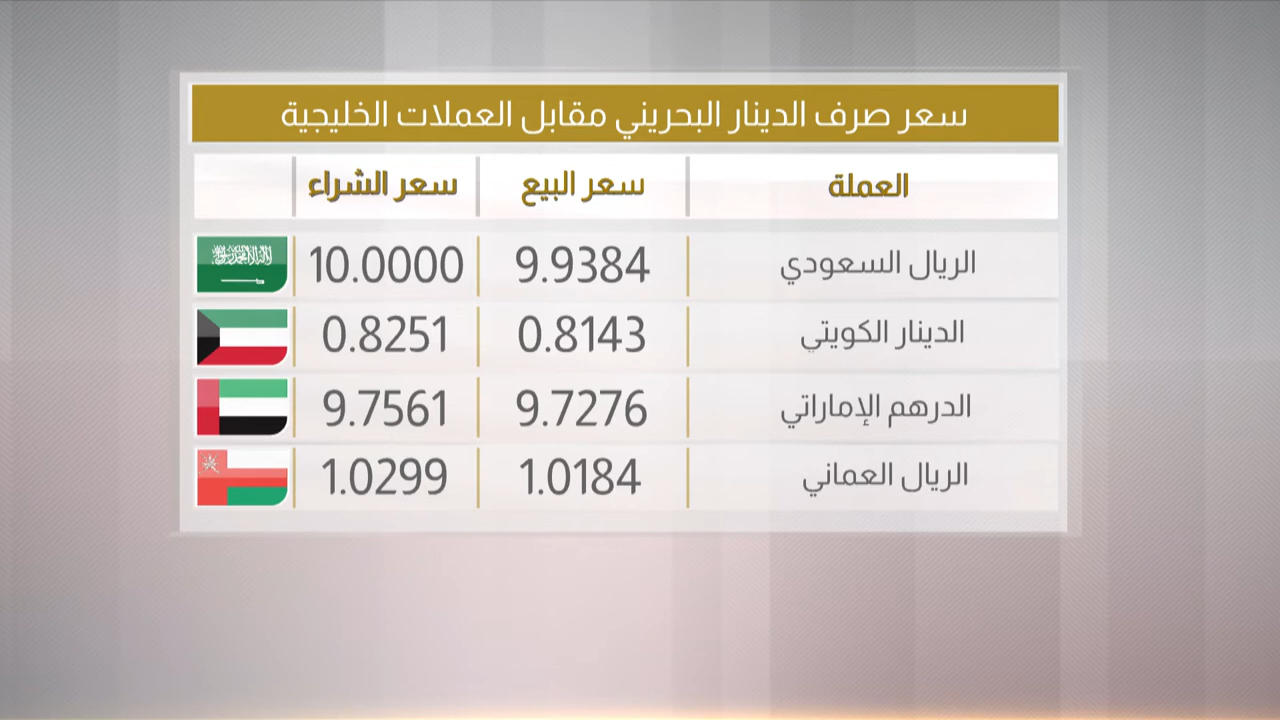 سعر صرف الدينار البحريني مقابل العملات الخليجية
العملة سعر البيع سعر الشراء
الريال السعودي 9.9384 10.0000
الدينار الكويتي 0.8143 0.8251
الدرهم الإماراتي 9.7276 9.7561
الريال العماني 1.0184 1.0299